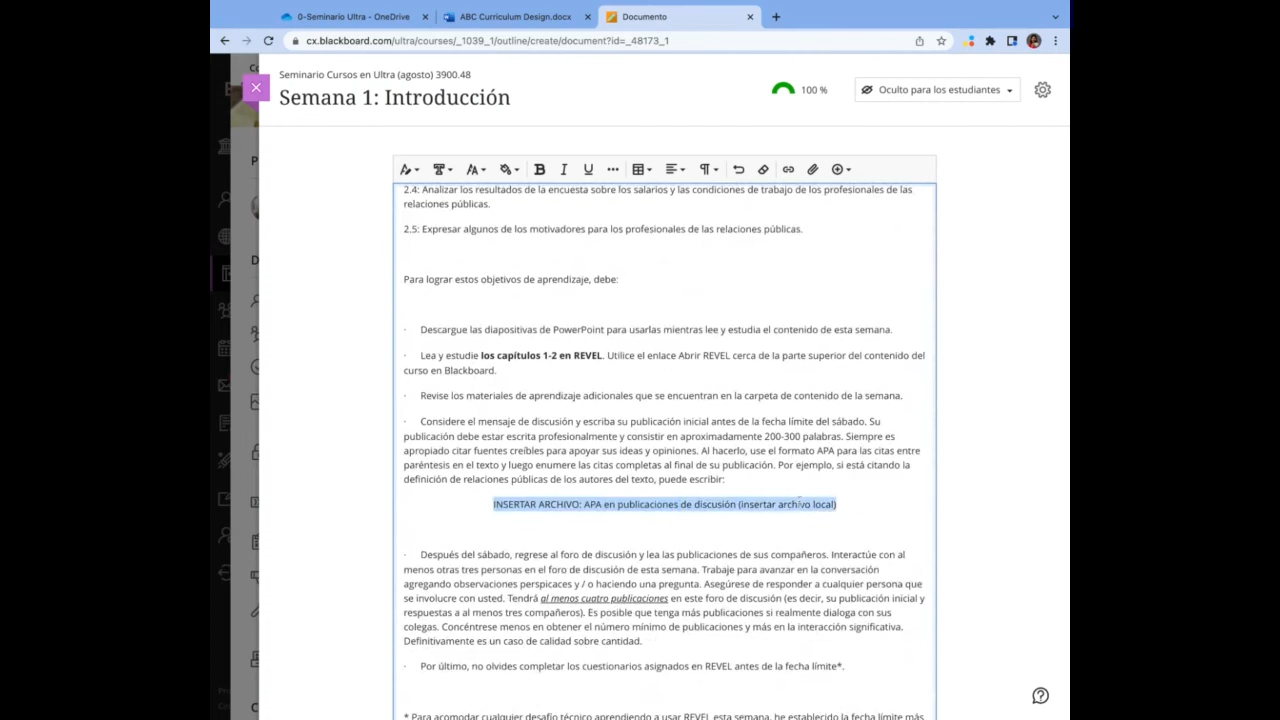 0-Seminario Ultra - OneDrive
ABC Curriculum Design.docx
Documento
cx.blackboard.com/ultra/courses/_1039_1/outline/create/document?id=_48173_1
Seminario Cursos en Ultra (agosto) 3900.48
Semana 1: Introducción
100 %
Oculto para los estudiantes
2.4: Analizar los resultados de la encuesta sobre los salarios y las condiciones de trabajo de los profesionales de las
relaciones públicas.
2.5: Expresar algunos de los motivadores para los profesionales de las relaciones públicas.
Para lograr estos objetivos de aprendizaje, debe:
· Descargue las diapositivas de PowerPoint para usarlas mientras lee y estudia el contenido de esta semana.
· Lea y estudie los capítulos 1-2 en REVEL. Utilice el enlace Abrir REVEL cerca de la parte superior del contenido del
curso en Blackboard.
· Revise los materiales de aprendizaje adicionales que se encuentran en la carpeta de contenido de la semana.
· Considere el mensaje de discusión y escriba su publicación inicial antes de la fecha límite del sábado. Su
publicación debe estar escrita profesionalmente y consistir en aproximadamente 200-300 palabras. Siempre es
apropiado citar fuentes creíbles para apoyar sus ideas y opiniones. Al hacerlo, use el formato APA para las citas entre
paréntesis en el texto y luego enumere las citas completas al final de su publicación. Por ejemplo, si está citando la
definición de relaciones públicas de los autores del texto, puede escribir:
INSERTAR ARCHIVO: APA en publicaciones de discusión (insertar archivo local)
· Después del sábado, regrese al foro de discusión y lea las publicaciones de sus compañeros. Interactúe con al
menos otras tres personas en el foro de discusión de esta semana. Trabaje para avanzar en la conversación
agregando observaciones perspicaces y / o haciendo una pregunta. Asegúrese de responder a cualquier persona que
se involucre con usted. Tendrá al menos cuatro publicaciones en este foro de discusión (es decir, su publicación inicial y
respuestas a al menos tres compañeros). Es posible que tenga más publicaciones si realmente dialoga con sus
colegas. Concéntrese menos en obtener el número mínimo de publicaciones y más en la interacción significativa.
Definitivamente es un caso de calidad sobre cantidad.
· Por último, no olvides completar los cuestionarios asignados en REVEL antes de la fecha límite*.
* Para acomodar cualquier desafío técnico aprendiendo a usar REVEL esta semana, he establecido la fecha límite más